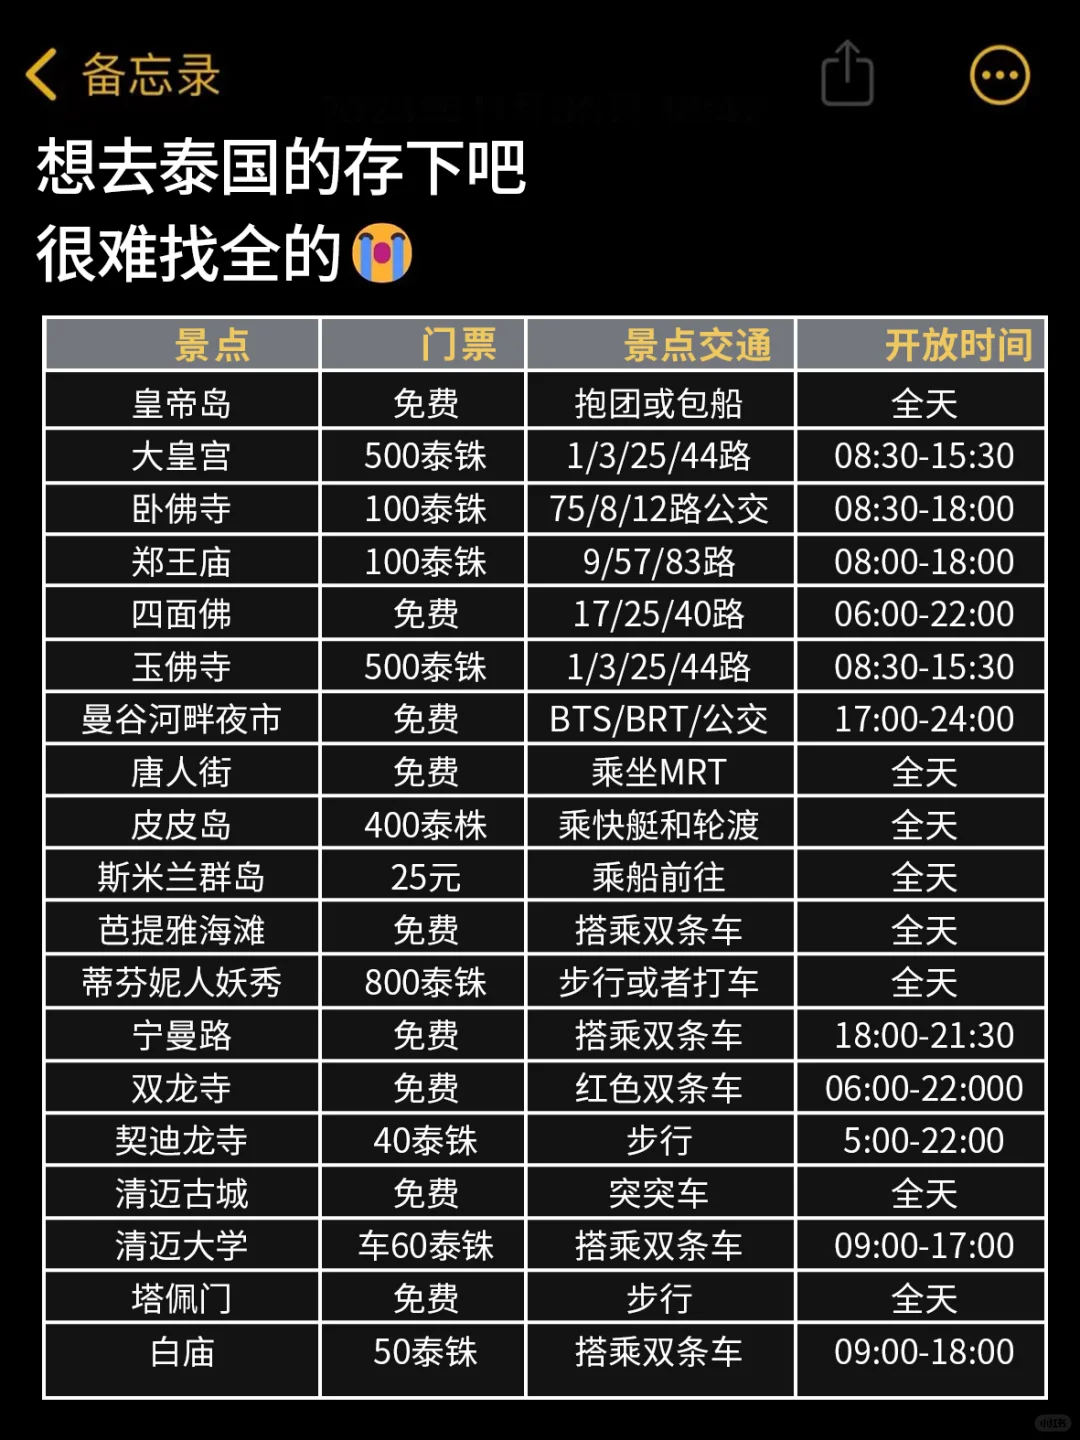 备忘录
想去泰国的存下吧
很难找全的😭
景点 门票 景点交通 开放时间
皇帝岛 免费 抱团或包船 全天
大皇宫 500泰铢 1/3/25/44路 08:30-15:30
卧佛寺 100泰铢 75/8/12路公交 08:30-18:00
郑王庙 100泰铢 9/57/83路 08:00-18:00
四面佛 免费 17/25/40路 06:00-22:00
玉佛寺 500泰铢 1/3/25/44路 08:30-15:30
曼谷河畔夜市 免费 BTS/BRT/公交 17:00-24:00
唐人街 免费 乘坐MRT 全天
皮皮岛 400泰株 乘快艇和轮渡 全天
斯米兰群岛 25元 乘船前往 全天
芭提雅海滩 免费 搭乘双条车 全天
蒂芬妮人妖秀 800泰铢 步行或者打车 全天
宁曼路 免费 搭乘双条车 18:00-21:30
双龙寺 免费 红色双条车 06:00-22:000
契迪龙寺 40泰铢 步行 5:00-22:00
清迈古城 免费 突突车 全天
清迈大学 车60泰铢 搭乘双条车 09:00-17:00
塔佩门 免费 步行 全天
白庙 50泰铢 搭乘双条车 09:00-18:00